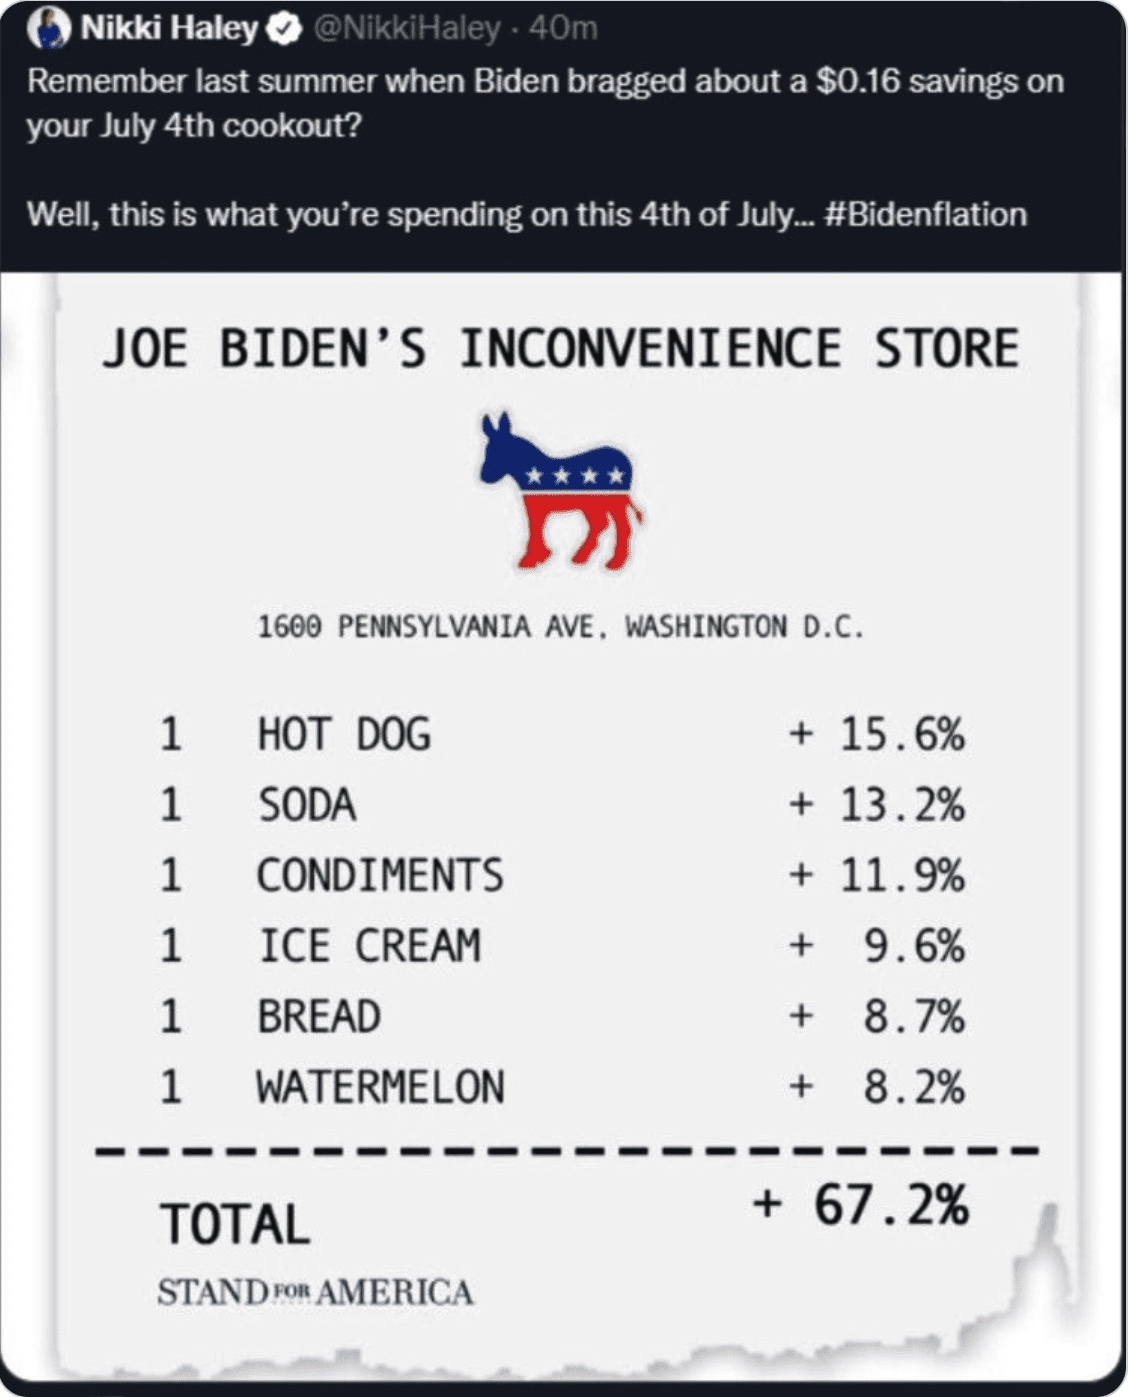 Nikki Haley @NikkiHaley · 40m
Remember last summer when Biden bragged about a $0.16 savings on
your July 4th cookout?
Well, this is what you're spending on this 4th of July... #Bidenflation
JOE BIDEN'S INCONVENIENCE STORE
1600 PENNSYLVANIA AVE, WASHINGTON D.C.
1 HOT DOG + 15.6%
1 SODA + 13.2%
1 CONDIMENTS + 11.9%
1 ICE CREAM + 9.6%
1 BREAD + 8.7%
1 WATERMELON + 8.2%
TOTAL + 67.2%
STAND FOR AMERICA